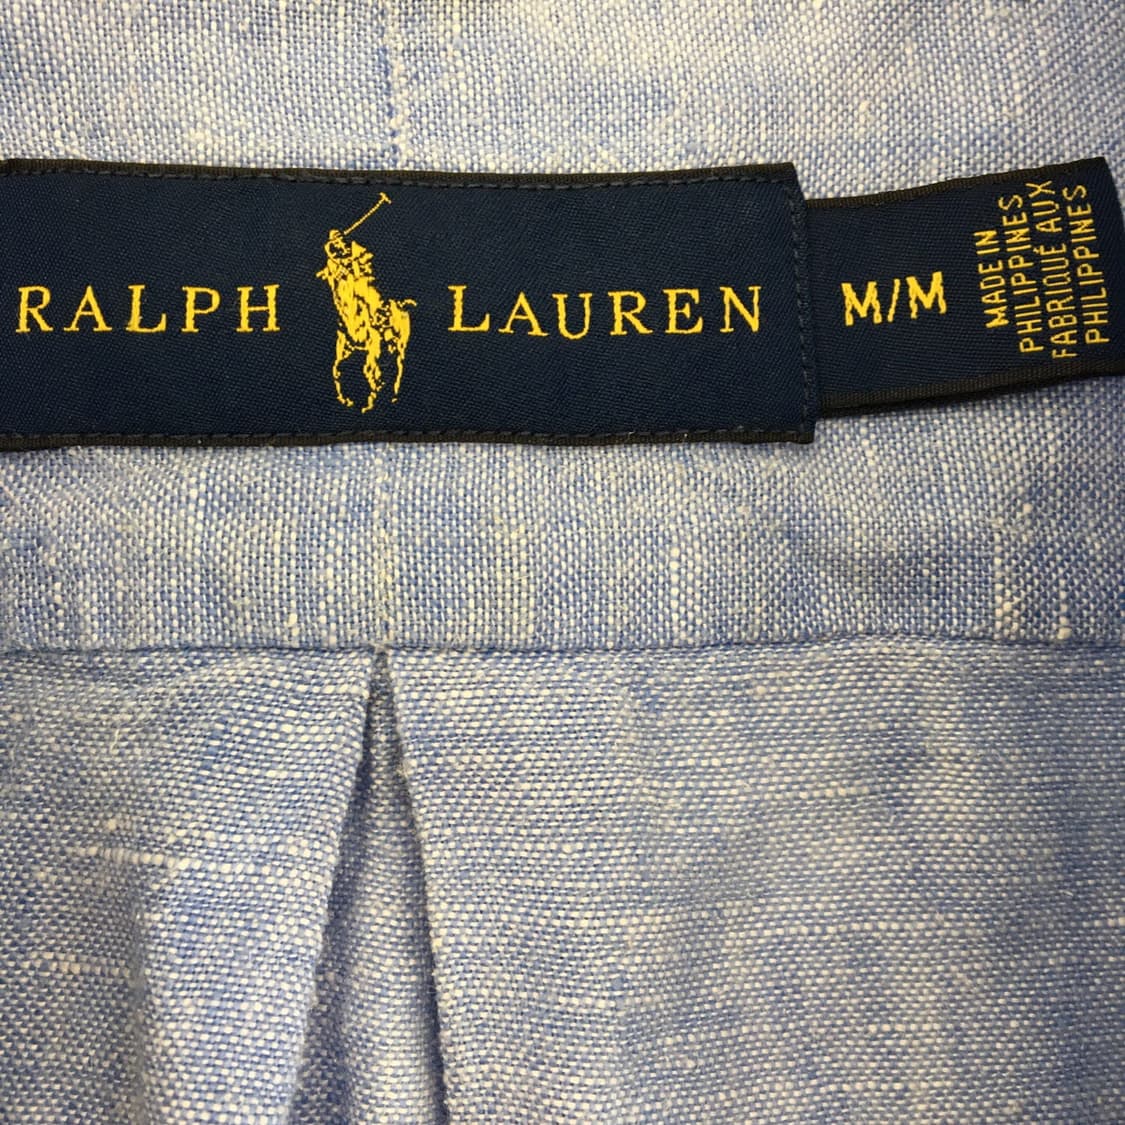 RALPH LAUREN
M/M
MADE IN
PHILIPPINES
FABRIQUÉ AUX
PHILIPPINES